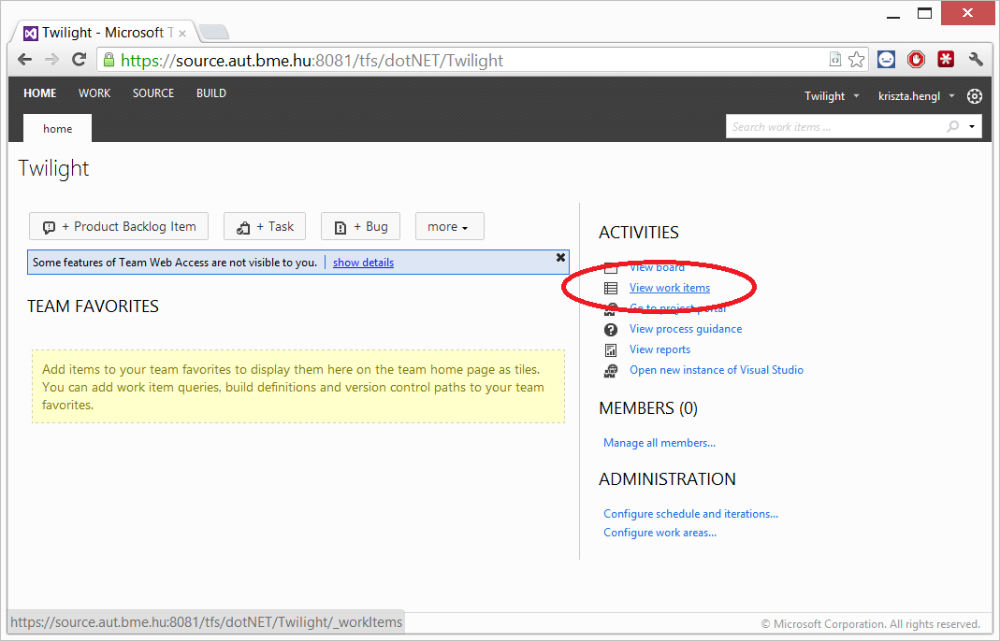 Twilight - Microsoft T
https://source.aut.bme.hu:8081/tfs/dotNET/Twilight
HOME WORK SOURCE BUILD
Twilight kriszta.hengl
home
Search work items ...
Twilight
+ Product Backlog Item + Task + Bug more
Some features of Team Web Access are not visible to you. show details
TEAM FAVORITES
Add items to your team favorites to display them here on the team home page as tiles.
You can add work item queries, build definitions and version control paths to your team
favorites.
ACTIVITIES
View board
View work items
Go to project portal
View process guidance
View reports
Open new instance of Visual Studio
MEMBERS (0)
Manage all members...
ADMINISTRATION
Configure schedule and iterations...
Configure work areas...
https://source.aut.bme.hu:8081/tfs/dotNET/Twilight/_workItems
© Microsoft Corporation. All rights reserved.